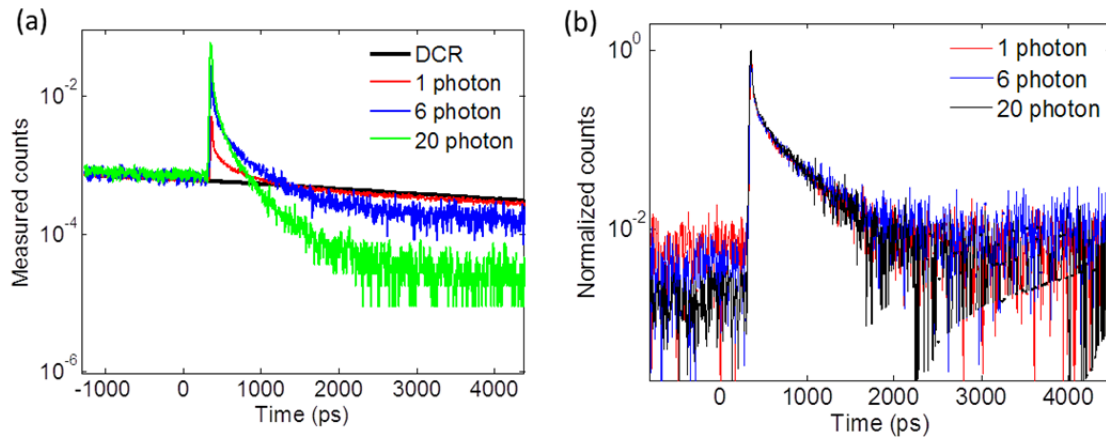 (a)
DCR
1 photon
6 photon
20 photon
Measured counts
10^-2
10^-4
10^-6
-1000 0 1000 2000 3000 4000
Time (ps)
(b)
1 photon
6 photon
20 photon
Normalized counts
10^0
10^-2
0 1000 2000 3000 4000
Time (ps)